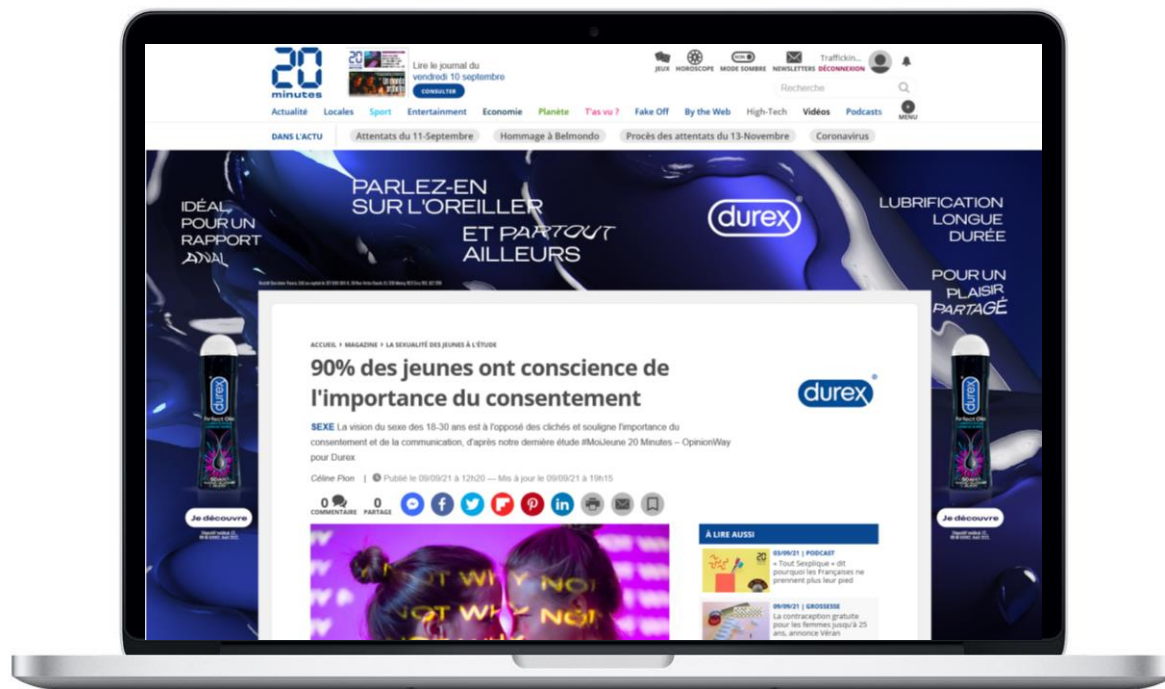 20
minutes
Lire le journal du
vendredi 10 septembre
CONSULTER
JEUX HOROSCOPE MODE SOMBRE NEWSLETTERS Traffickin... DÉCONNEXION
Recherche
Actualité Locales Sport Entertainment Economie Planète T'as vu ? Fake Off By the Web High-Tech Vidéos Podcasts MENU
DANS L'ACTU Attentats du 11-Septembre Hommage à Belmondo Procès des attentats du 13-Novembre Coronavirus
IDÉAL
POUR UN
RAPPORT
ANAL
PARLEZ-EN
SUR L'OREILLER
ET PARTOUT
AILLEURS
durex
LUBRIFICATION
LONGUE
DURÉE
POUR UN
PLAISIR
PARTAGÉ
durex
Je découvre
ACCUEIL › MAGAZINE › LA SEXUALITÉ DES JEUNES À L'ÉTUDE
90% des jeunes ont conscience de
l'importance du consentement
durex
SEXE La vision du sexe des 18-30 ans est à l'opposé des clichés et souligne l'importance du
consentement et de la communication, d'après notre dernière étude #MoiJeune 20 Minutes – OpinionWay
pour Durex
Céline Pion | Publié le 09/09/21 à 12h20 — Mis à jour le 09/09/21 à 19h15
0 COMMENTAIRE 0 PARTAGE
NOT WHY NOT
NOT WHY NOT
À LIRE AUSSI
20
03/09/21 | PODCAST
« Tout Sexplique » dit
pourquoi les Françaises ne
prennent plus leur pied
09/09/21 | GROSSESSE
La contraception gratuite
pour les femmes jusqu'à 25
ans, annonce Véran
durex
Je découvre